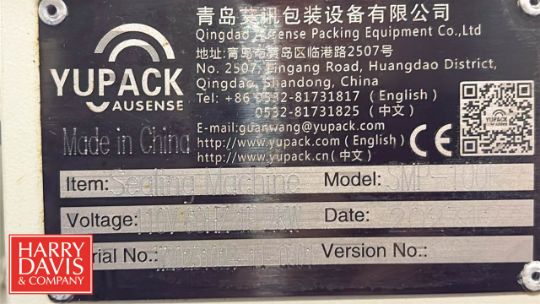 青岛艾讯包装设备有限公司
Qingdao Ausense Packing Equipment Co.,Ltd
地址:青岛市黄岛区临港路2507号
No. 2507, Lingang Road, Huangdao District,
Qingdao, Shandong, China
Tel: +86 0532-81731817 ( English )
0532-81731825 ( 中文 )
E-mail:guanwang@yupack.com
http://www.yupack.com ( English )
http://www.yupack.cn ( 中文 )
YUPACK
AUSENSE
Made in China
CE
Item: Sealing Machine Model:
Voltage: Date:
Serial No.: Version No.:
HARRY
DAVIS
& COMPANY